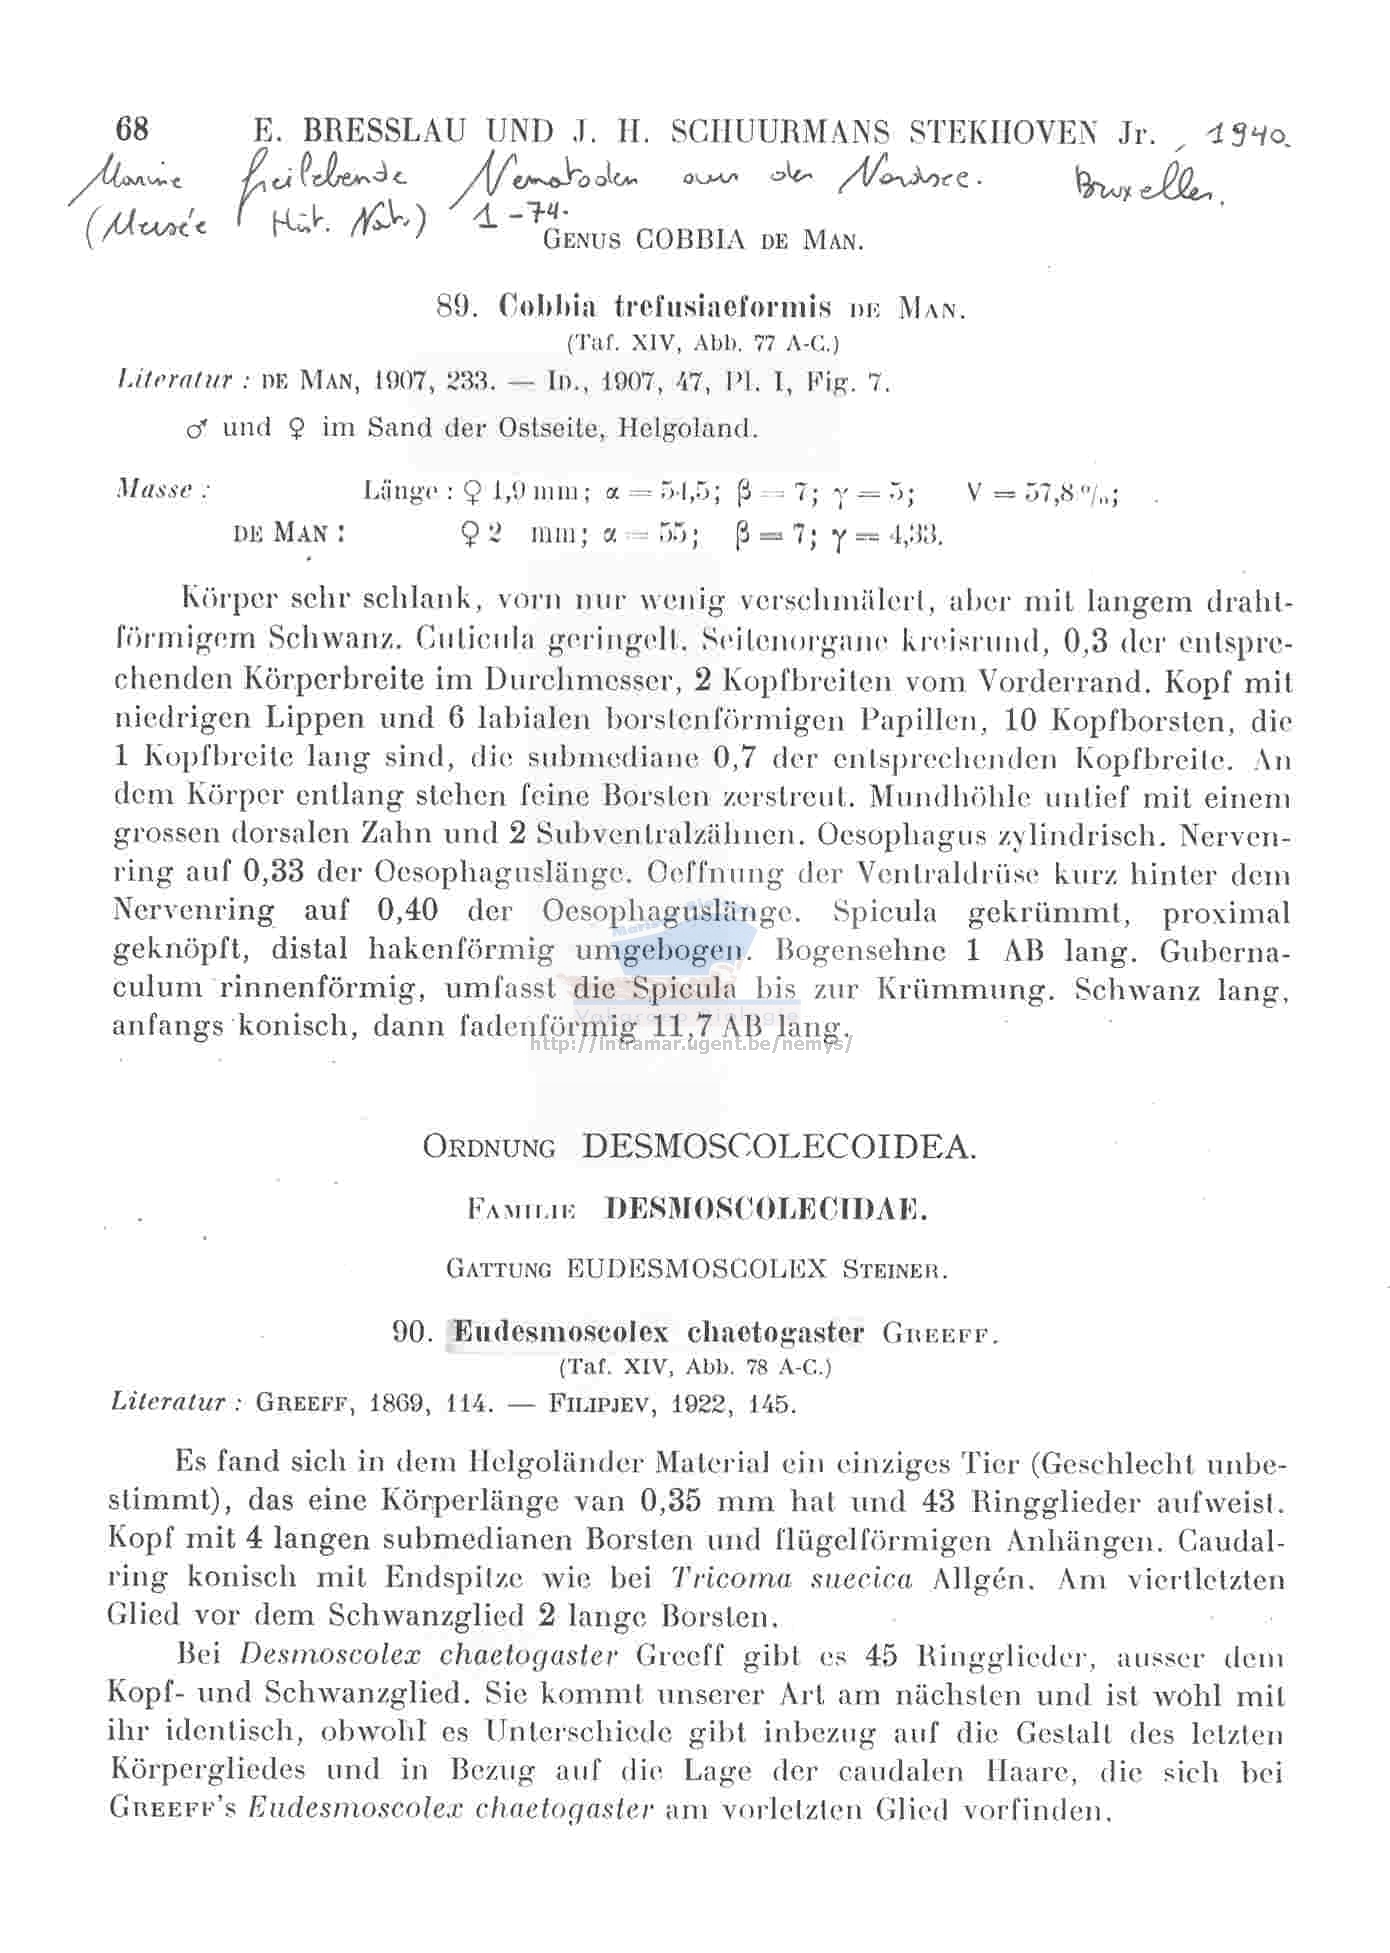 68 E. BRESSLAU UND J. H. SCHUURMANS STEKHOVEN Jr. , 1940.
Marine freilebende Nematoden aus der Nordsee. Bruxelles.
(Musée Hist. Nat.) 1-74.
GENUS COBBIA DE MAN.
89. Cobbia trefusiaeformis DE MAN.
(Taf. XIV, Abb. 77 A-C.)
Literatur : DE MAN, 1907, 233. — ID., 1907, 47, Pl. I, Fig. 7.
♂ und ♀ im Sand der Ostseite, Helgoland.
Masse : Länge : ♀ 1,9 mm; α = 54,5; β = 7; γ = 5; V = 57,8 %;
DE MAN : ♀ 2 mm; α = 55; β = 7; γ = 4,33.
Körper sehr schlank, vorn nur wenig verschmälert, aber mit langem draht-
förmigem Schwanz. Cuticula geringelt. Seitenorgane kreisrund, 0,3 der entspre-
chenden Körperbreite im Durchmesser, 2 Kopfbreiten vom Vorderrand. Kopf mit
niedrigen Lippen und 6 labialen borstenförmigen Papillen, 10 Kopfborsten, die
1 Kopfbreite lang sind, die submediane 0,7 der entsprechenden Kopfbreite. An
dem Körper entlang stehen feine Borsten zerstreut. Mundhöhle untief mit einem
grossen dorsalen Zahn und 2 Subventralzähnen. Oesophagus zylindrisch. Nerven-
ring auf 0,33 der Oesophaguslänge. Oeffnung der Ventraldrüse kurz hinter dem
Nervenring auf 0,40 der Oesophaguslänge. Spicula gekrümmt, proximal
geknöpft, distal hakenförmig umgebogen. Bogensehne 1 AB lang. Guberna-
culum rinnenförmig, umfasst die Spicula bis zur Krümmung. Schwanz lang,
anfangs konisch, dann fadenförmig 11,7 AB lang.
http://intramar.ugent.be/nemys/
ORDNUNG DESMOSCOLECOIDEA.
FAMILIE DESMOSCOLECIDAE.
GATTUNG EUDESMOSCOLEX STEINER.
90. Eudesmoscolex chaetogaster GREEFF.
(Taf. XIV, Abb. 78 A-C.)
Literatur : GREEFF, 1869, 114. — FILIPJEV, 1922, 145.
Es fand sich in dem Helgoländer Material ein einziges Tier (Geschlecht unbe-
stimmt), das eine Körperlänge van 0,35 mm hat und 43 Ringglieder aufweist.
Kopf mit 4 langen submedianen Borsten und flügelförmigen Anhängen. Caudal-
ring konisch mit Endspitze wie bei Tricoma suecica Allgén. Am viertletzten
Glied vor dem Schwanzglied 2 lange Borsten.
Bei Desmoscolex chaetogaster Greeff gibt es 45 Ringglieder, ausser dem
Kopf- und Schwanzglied. Sie kommt unserer Art am nächsten und ist wohl mit
ihr identisch, obwohl es Unterschiede gibt inbezug auf die Gestalt des letzten
Körpergliedes und in Bezug auf die Lage der caudalen Haare, die sich bei
GREEFF's Eudesmoscolex chaetogaster am vorletzten Glied vorfinden.